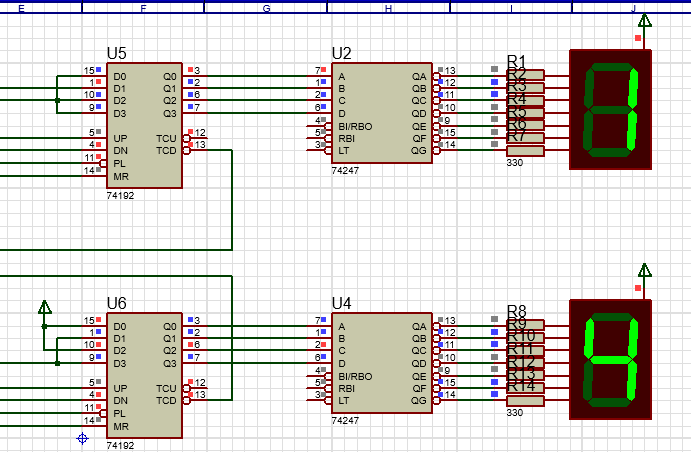 E F G H I J
U5 U2 R1
15 D0 Q0 3 7 A QA 13 R2
1 D1 Q1 2 1 B QB 12 R3
10 D2 Q2 6 2 C QC 11 R4
9 D3 Q3 7 6 D QD 10 R5
4 BI/RBO QE 9 R6
5 UP TCU 12 5 RBI QF 15 R7
4 DN TCD 13 3 LT QG 14
11 PL 330
14 MR 74247
74192
U6 U4 R8
15 D0 Q0 3 7 A QA 13 R9
1 D1 Q1 2 1 B QB 12 R10
10 D2 Q2 6 2 C QC 11 R11
9 D3 Q3 7 6 D QD 10 R12
4 BI/RBO QE 9 R13
5 UP TCU 12 5 RBI QF 15 R14
4 DN TCD 13 3 LT QG 14
11 PL 330
14 MR 74247
74192